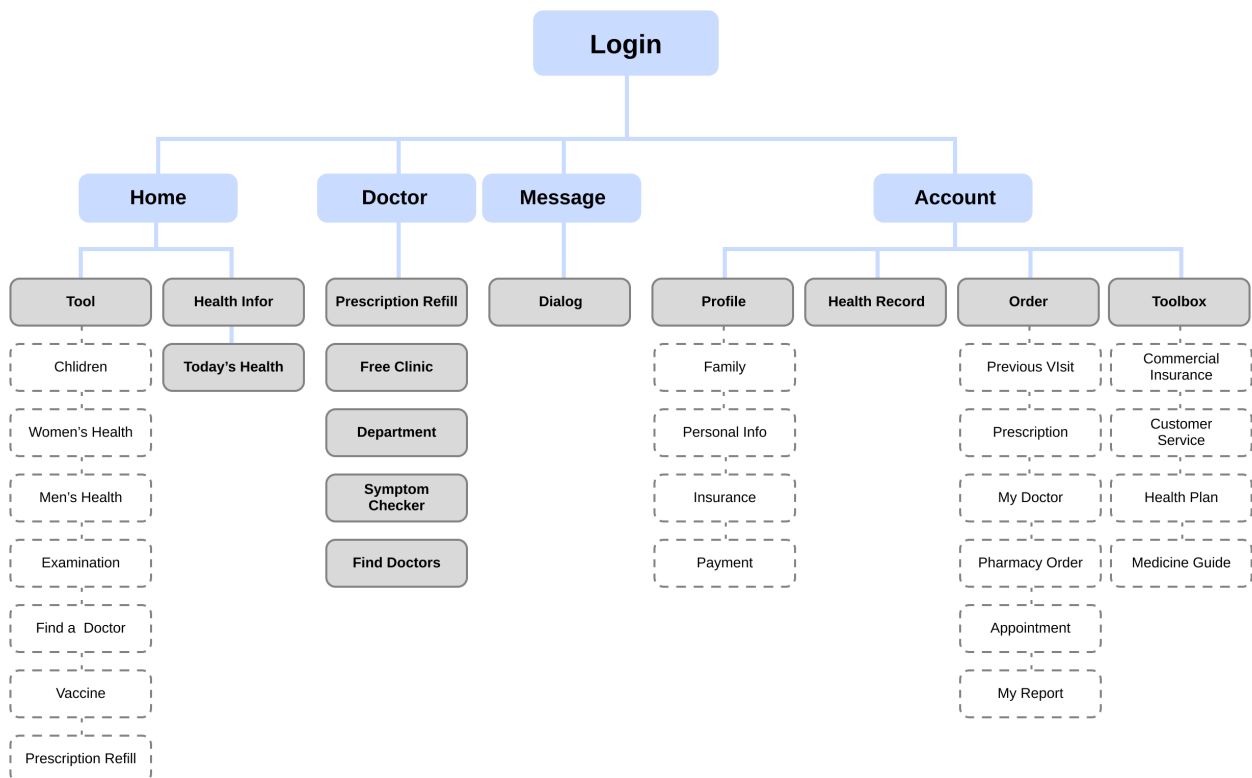 Login
Home
Doctor
Message
Account
Tool
Health Infor
Prescription Refill
Dialog
Profile
Health Record
Order
Toolbox
Chlidren
Today’s Health
Free Clinic
Family
Previous VIsit
Commercial
Insurance
Women’s Health
Department
Personal Info
Prescription
Customer
Service
Men’s Health
Symptom
Checker
Insurance
My Doctor
Health Plan
Examination
Find Doctors
Payment
Pharmacy Order
Medicine Guide
Find a  Doctor
Appointment
Vaccine
My Report
Prescription Refill